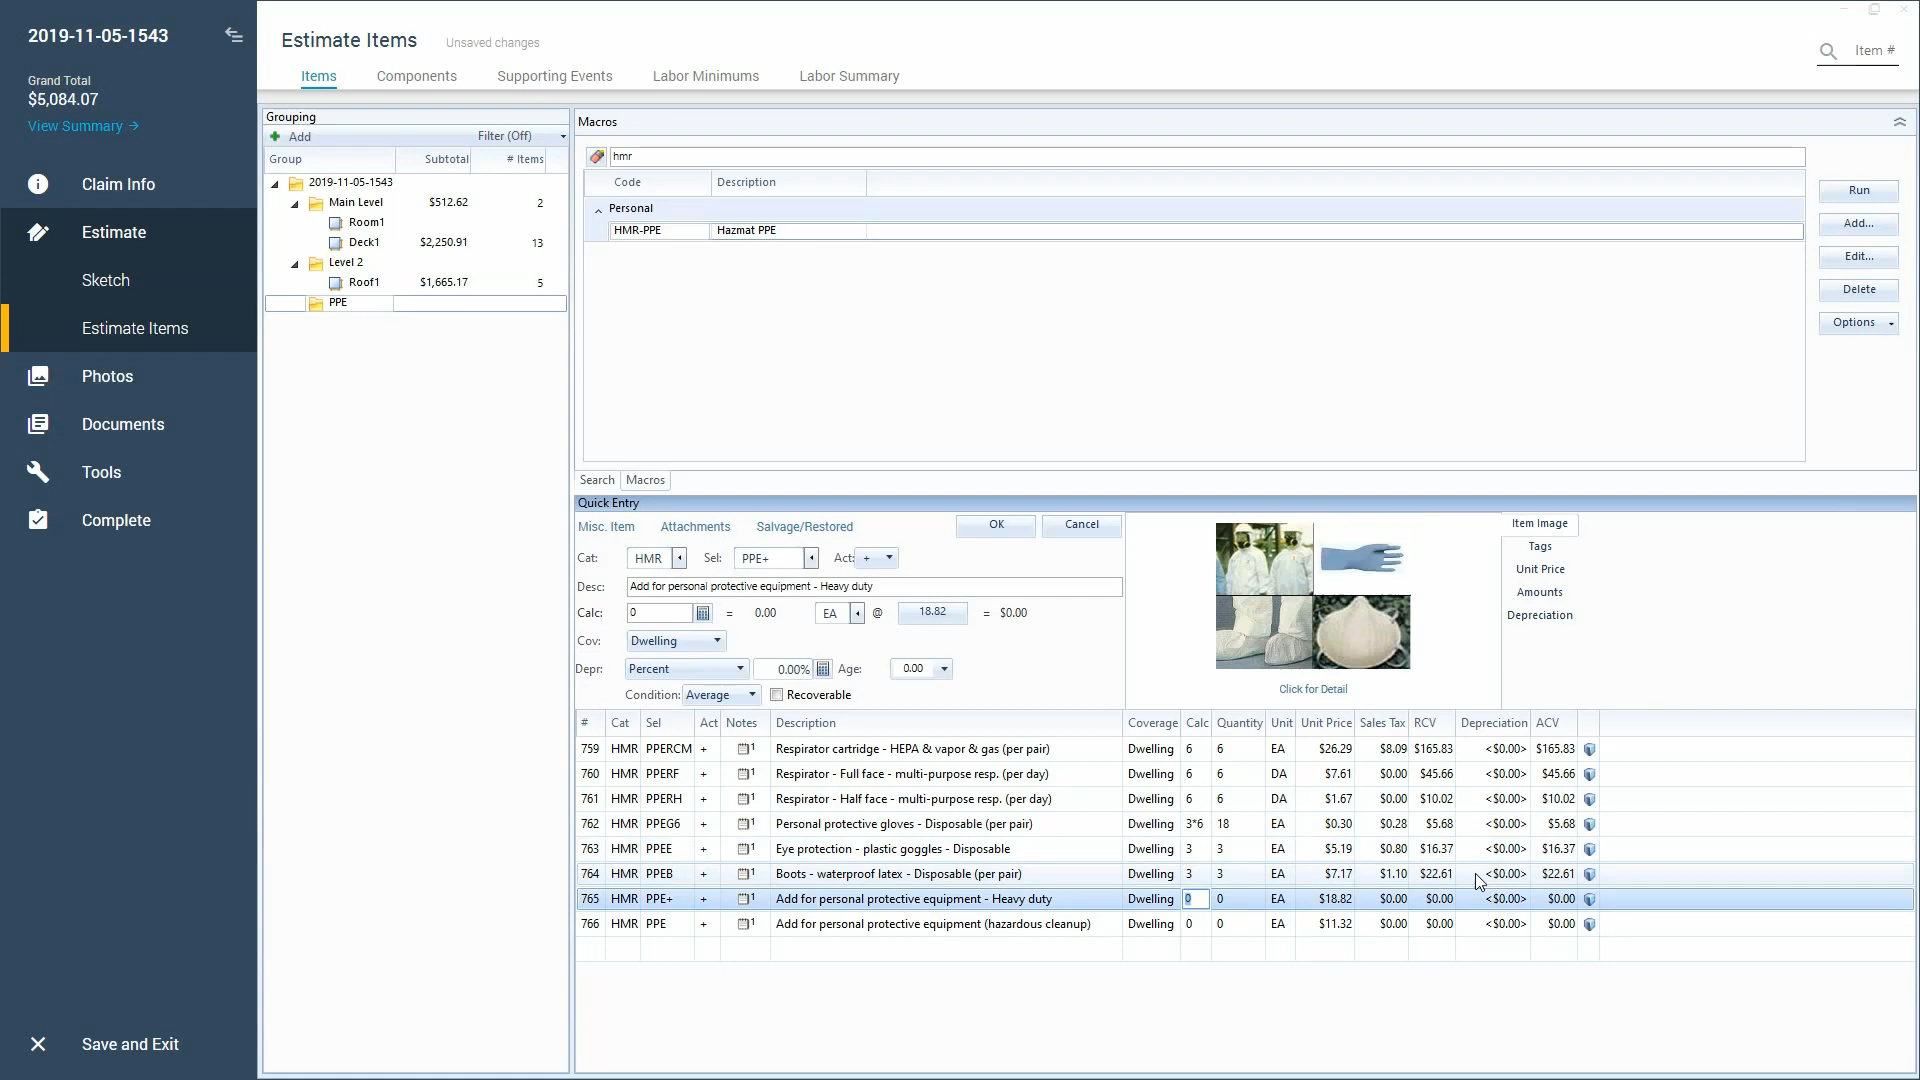 2019-11-05-1543
Grand Total
$5,084.07
View Summary →
Claim Info
Estimate
Sketch
Estimate Items
Photos
Documents
Tools
Complete
Save and Exit
Estimate Items Unsaved changes
Item #
Items Components Supporting Events Labor Minimums Labor Summary
Grouping
Add Filter (Off)
Group Subtotal # Items
2019-11-05-1543
Main Level $512.62 2
Room1
Deck1 $2,250.91 13
Level 2
Roof1 $1,665.17 5
PPE
Macros
hmr
Code Description
Personal
HMR-PPE Hazmat PPE
Run
Add...
Edit...
Delete
Options
Search Macros
Quick Entry
Misc. Item Attachments Salvage/Restored OK Cancel
Cat: HMR Sel: PPE+ Act: +
Desc: Add for personal protective equipment - Heavy duty
Calc: 0 = 0.00 EA @ 18.82 = $0.00
Cov: Dwelling
Depr: Percent 0.00% Age: 0.00
Condition: Average Recoverable
Click for Detail
Item Image
Tags
Unit Price
Amounts
Depreciation
# Cat Sel Act Notes Description Coverage Calc Quantity Unit Unit Price Sales Tax RCV Depreciation ACV
759 HMR PPERCM + 1 Respirator cartridge - HEPA & vapor & gas (per pair) Dwelling 6 6 EA $26.29 $8.09 $165.83 <$0.00> $165.83
760 HMR PPERF + 1 Respirator - Full face - multi-purpose resp. (per day) Dwelling 6 6 DA $7.61 $0.00 $45.66 <$0.00> $45.66
761 HMR PPERH + 1 Respirator - Half face - multi-purpose resp. (per day) Dwelling 6 6 DA $1.67 $0.00 $10.02 <$0.00> $10.02
762 HMR PPEG6 + 1 Personal protective gloves - Disposable (per pair) Dwelling 3*6 18 EA $0.30 $0.28 $5.68 <$0.00> $5.68
763 HMR PPEE + 1 Eye protection - plastic goggles - Disposable Dwelling 3 3 EA $5.19 $0.80 $16.37 <$0.00> $16.37
764 HMR PPEB + 1 Boots - waterproof latex - Disposable (per pair) Dwelling 3 3 EA $7.17 $1.10 $22.61 <$0.00> $22.61
765 HMR PPE+ + 1 Add for personal protective equipment - Heavy duty Dwelling 0 0 EA $18.82 $0.00 $0.00 <$0.00> $0.00
766 HMR PPE + 1 Add for personal protective equipment (hazardous cleanup) Dwelling 0 0 EA $11.32 $0.00 $0.00 <$0.00> $0.00